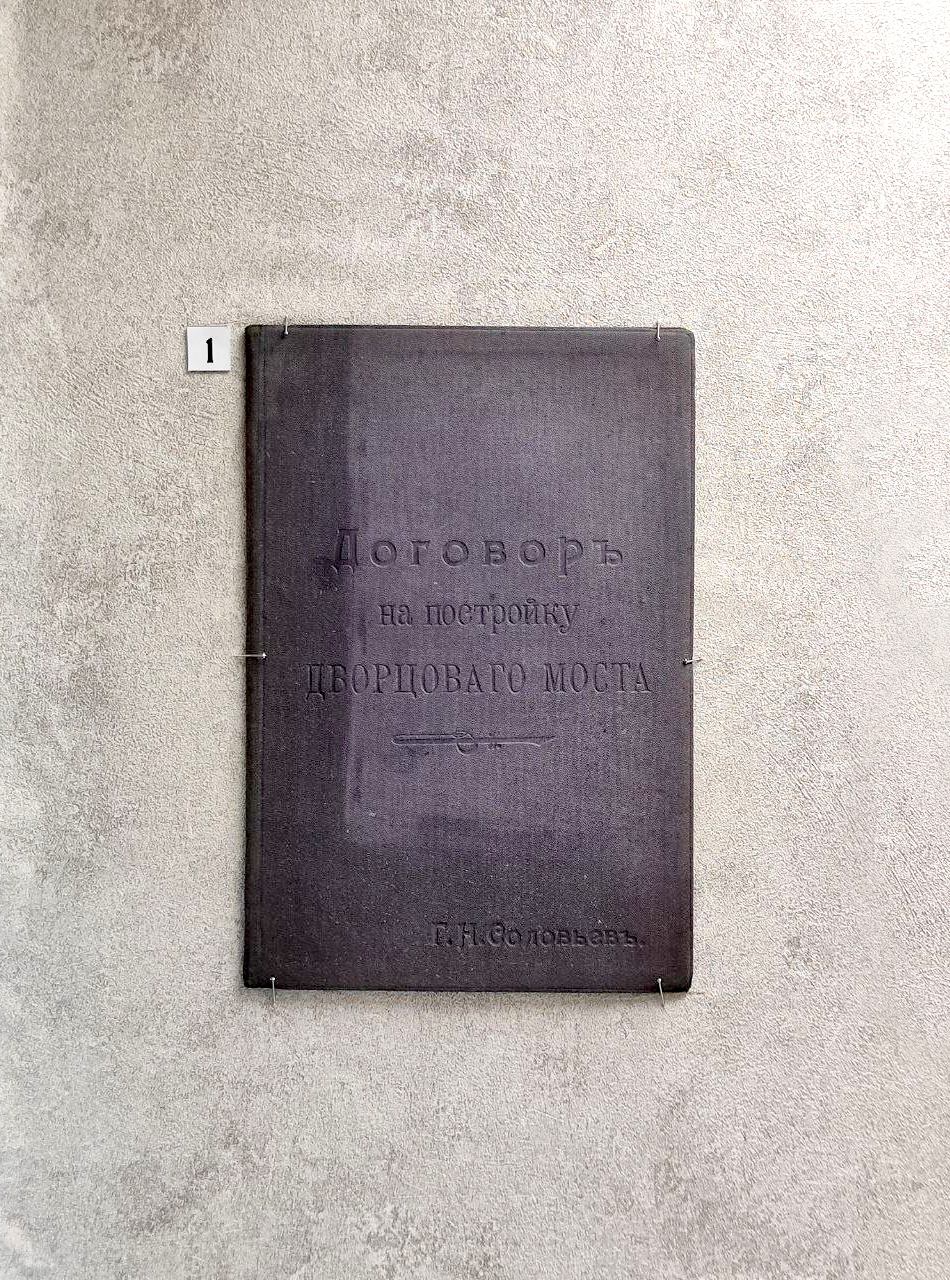 1
Договоръ
на постройку
ДВОРЦОВАГО МОСТА
Г. Н. Соловьевъ.